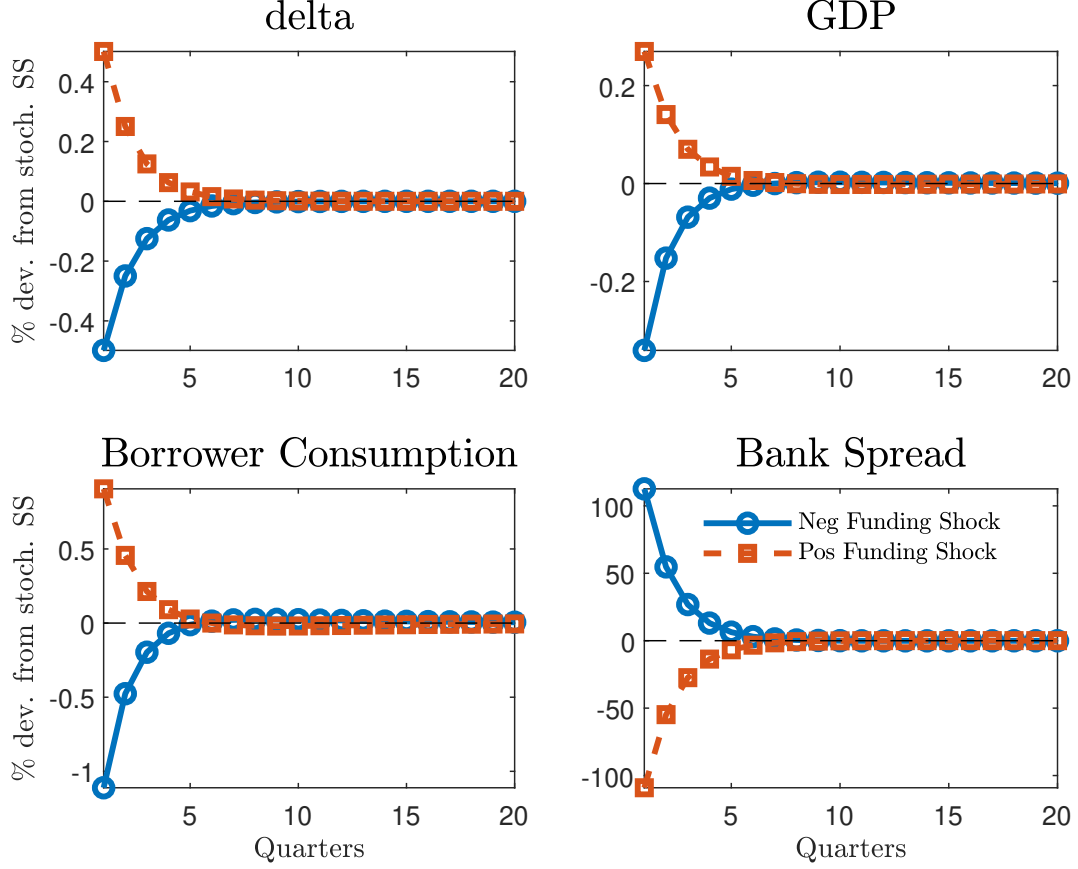 delta
% dev. from stoch. SS
0.4
0.2
0
-0.2
-0.4
5 10 15 20
GDP
0.2
0
-0.2
5 10 15 20
Borrower Consumption
% dev. from stoch. SS
0.5
0
-0.5
-1
5 10 15 20
Quarters
Bank Spread
100
50
0
-50
-100
Neg Funding Shock
Pos Funding Shock
5 10 15 20
Quarters